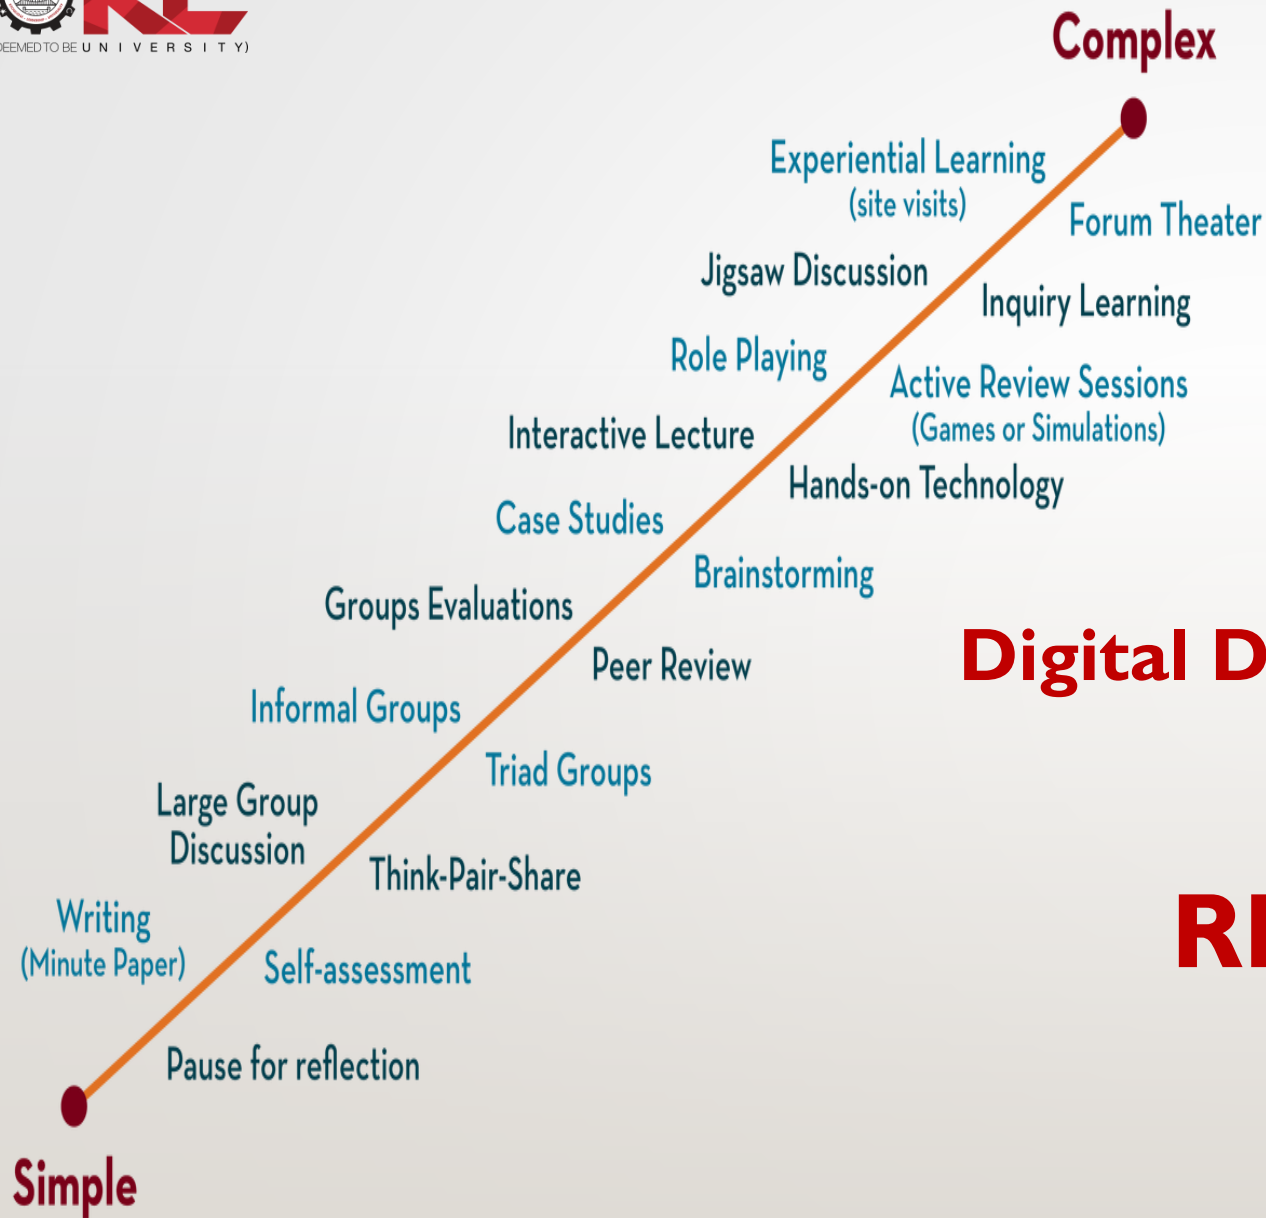 (DEEMED TO BE UNIVERSITY)
Complex
Experiential Learning
(site visits)
Forum Theater
Jigsaw Discussion
Inquiry Learning
Role Playing
Active Review Sessions
(Games or Simulations)
Interactive Lecture
Hands-on Technology
Case Studies
Brainstorming
Groups Evaluations
Peer Review
Digital
Informal Groups
Triad Groups
Large Group
Discussion
Think-Pair-Share
Writing
(Minute Paper)
Self-assessment
Pause for reflection
Simple